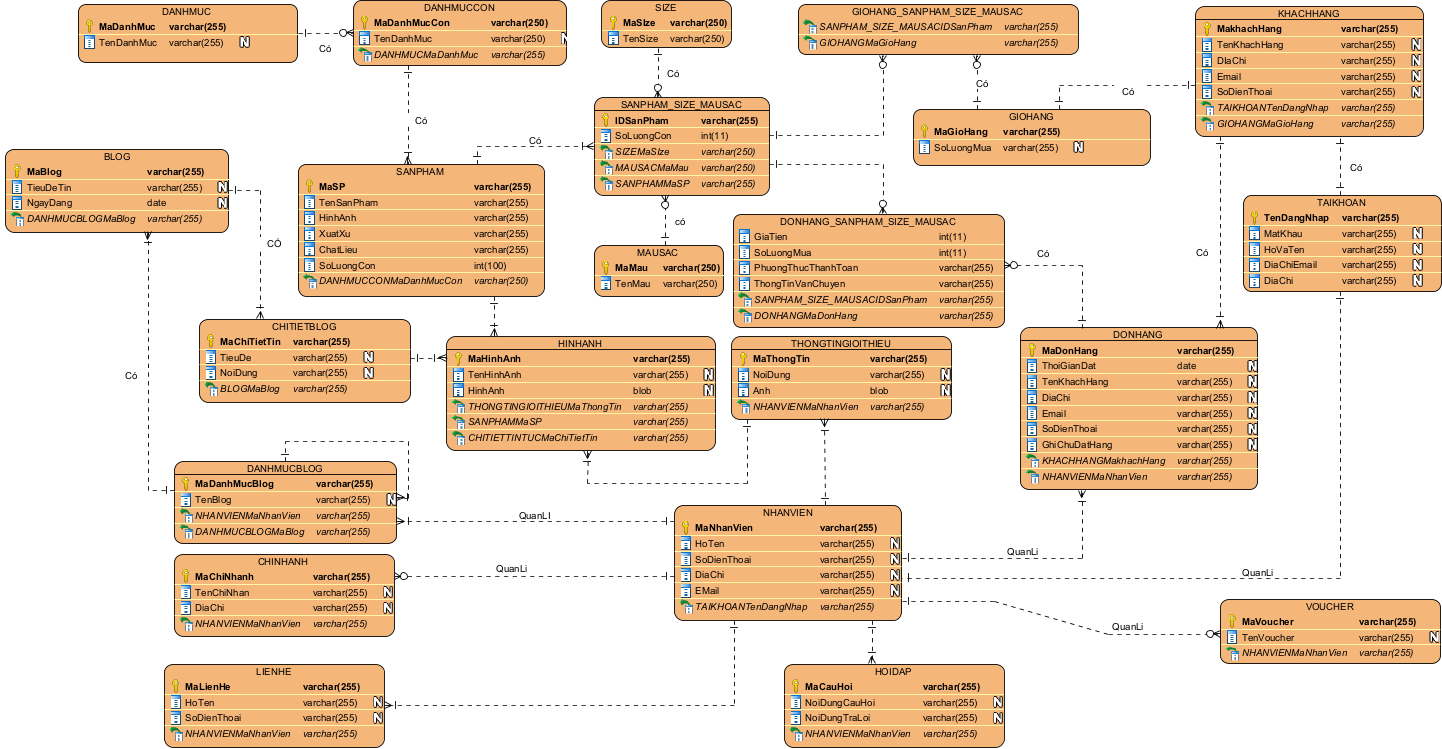 DANHMUC
MaDanhMuc varchar(255)
TenDanhMuc varchar(255) N
Có
DANHMUCCON
MaDanhMucCon varchar(250)
TenDanhMuc varchar(250) N
DANHMUCMaDanhMuc varchar(255)
SIZE
MaSize varchar(250)
TenSize varchar(250)
Có
GIOHANG_SANPHAM_SIZE_MAUSAC
SANPHAM_SIZE_MAUSACIDSanPham varchar(255)
GIOHANGMaGioHang varchar(255)
Có
KHACHHANG
MakhachHang varchar(255)
TenKhachHang varchar(255) N
DIaChi varchar(255) N
Email varchar(255) N
SoDienThoai varchar(255) N
TAIKHOANTenDangNhap varchar(255)
GIOHANGMaGioHang varchar(255)
Có
GIOHANG
MaGioHang varchar(255)
SoLuongMua varchar(255) N
Có
SANPHAM_SIZE_MAUSAC
IDSanPham varchar(255)
SoLuongCon int(11)
SIZEMaSize varchar(250)
MAUSACMaMau varchar(250)
SANPHAMMaSP varchar(255)
Có
có
BLOG
MaBlog varchar(255)
TieuDeTin varchar(255) N
NgayDang date N
DANHMUCBLOGMaBlog varchar(255)
CÓ
SANPHAM
MaSP varchar(255)
TenSanPham varchar(255)
HinhAnh varchar(255)
XuatXu varchar(255)
ChatLieu varchar(255)
SoLuongCon int(100)
DANHMUCCONMaDanhMucCon varchar(250)
MAUSAC
MaMau varchar(250)
TenMau varchar(250)
DONHANG_SANPHAM_SIZE_MAUSAC
GiaTien int(11)
SoLuongMua int(11)
PhuongThucThanhToan varchar(255)
ThongTinVanChuyen varchar(255)
SANPHAM_SIZE_MAUSACIDSanPham varchar(255)
DONHANGMaDonHang varchar(255)
Có
Có
Có
TAIKHOAN
TenDangNhap varchar(255)
MatKhau varchar(255) N
HoVaTen varchar(255) N
DiaChiEmail varchar(255) N
DiaChi varchar(255) N
CHITIETBLOG
MaChiTietTin varchar(255)
TieuDe varchar(255) N
NoiDung varchar(255) N
BLOGMaBlog varchar(255)
Có
HINHANH
MaHinhAnh varchar(255)
TenHinhAnh varchar(255) N
HinhAnh blob N
THONGTINGIOITHIEUMaThongTin varchar(255)
SANPHAMMaSP varchar(255)
CHITIETTINTUCMaChiTietTin varchar(255)
THONGTINGIOITHIEU
MaThongTin varchar(255)
NoiDung varchar(255) N
Anh blob N
NHANVIENMaNhanVien varchar(255)
DONHANG
MaDonHang varchar(255)
ThoiGianDat date N
TenKhachHang varchar(255) N
DiaChi varchar(255) N
Email varchar(255) N
SoDienThoai varchar(255) N
GhiChuDatHang varchar(255) N
KHACHHANGMakhachHang varchar(255)
NHANVIENMaNhanVien varchar(255)
DANHMUCBLOG
MaDanhMucBlog varchar(255)
TenBlog varchar(255) N
NHANVIENMaNhanVien varchar(255)
DANHMUCBLOGMaBlog varchar(255)
QuanLI
NHANVIEN
MaNhanVien varchar(255)
HoTen varchar(255) N
SoDienThoai varchar(255) N
DiaChi varchar(255) N
EMail varchar(255) N
TAIKHOANTenDangNhap varchar(255)
QuanLi
QuanLi
CHINHANH
MaChiNhanh varchar(255)
TenChiNhan varchar(255) N
DiaChi varchar(255) N
NHANVIENMaNhanVien varchar(255)
QuanLi
QuanLi
VOUCHER
MaVoucher varchar(255)
TenVoucher varchar(255) N
NHANVIENMaNhanVien varchar(255)
LIENHE
MaLienHe varchar(255)
HoTen varchar(255) N
SoDienThoai varchar(255) N
NHANVIENMaNhanVien varchar(255)
HOIDAP
MaCauHoi varchar(255)
NoiDungCauHoi varchar(255) N
NoiDungTraLoi varchar(255) N
NHANVIENMaNhanVien varchar(255)